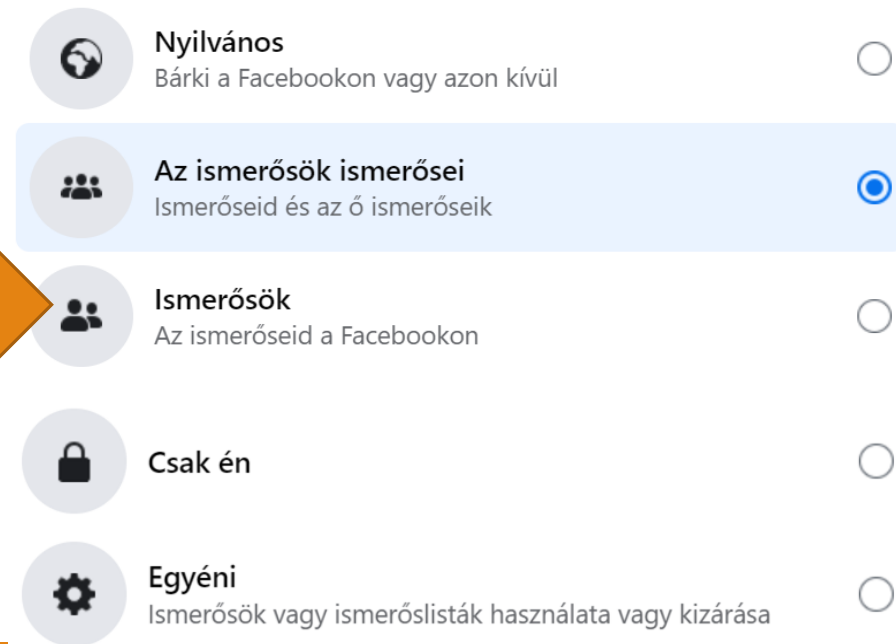 Nyilvános
Bárki a Facebookon vagy azon kívül
Az ismerősök ismerősei
Ismerőseid és az ő ismerőseik
Ismerősök
Az ismerőseid a Facebookon
Csak én
Egyéni
Ismerősök vagy ismerőslisták használata vagy kizárása